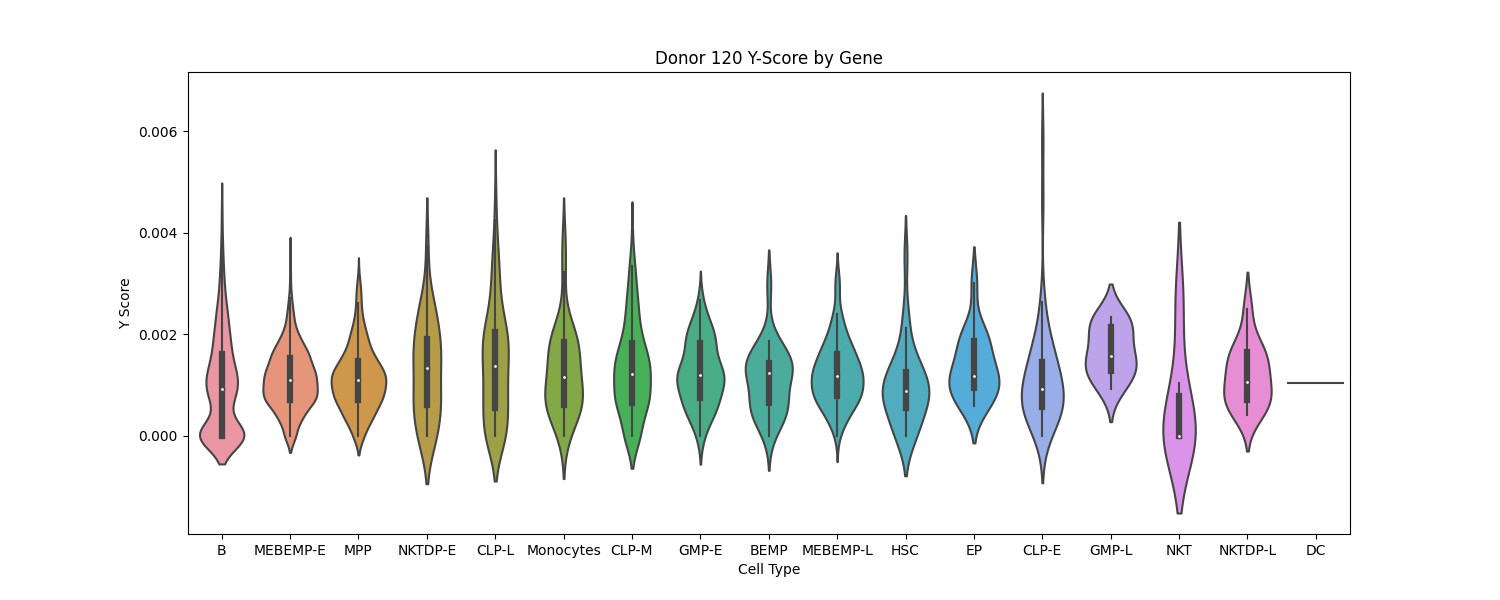 Donor 120 Y-Score by Gene
Y Score
0.006
0.004
0.002
0.000
B MEBEMP-E MPP NKTDP-E CLP-L Monocytes CLP-M GMP-E BEMP MEBEMP-L HSC EP CLP-E GMP-L NKT NKTDP-L DC
Cell Type